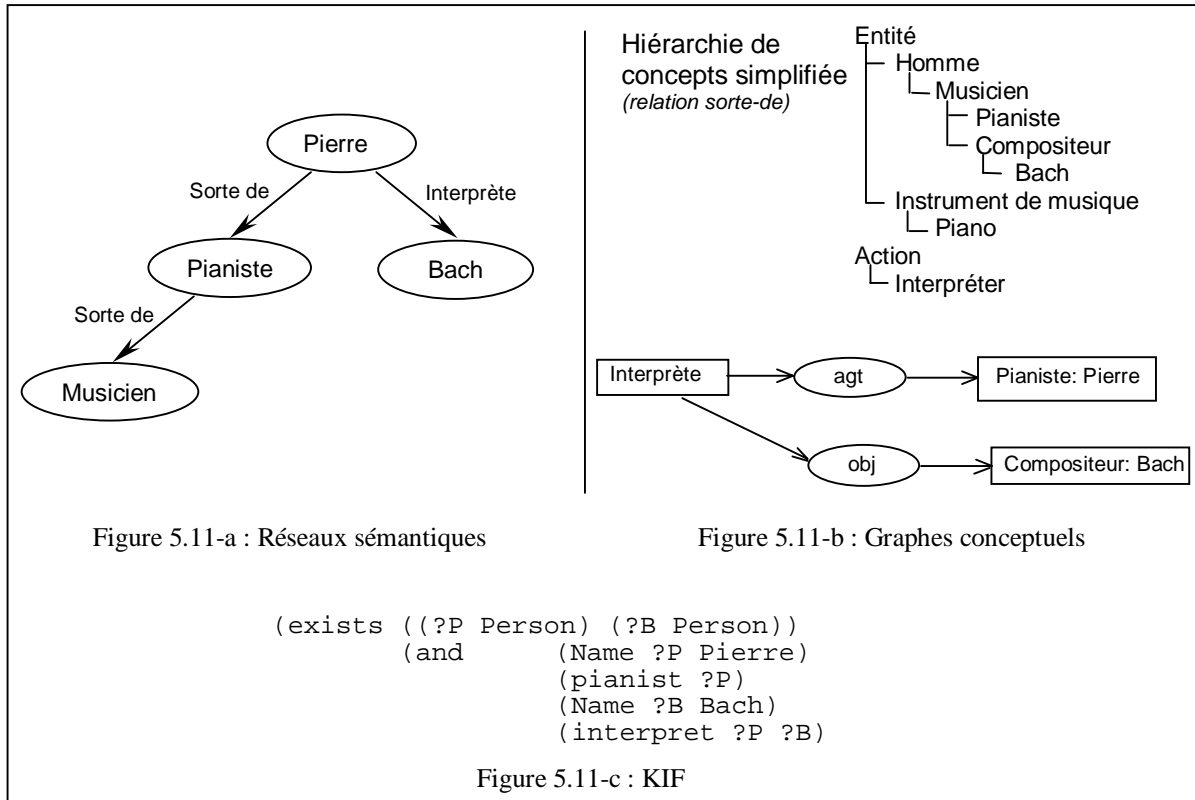 Pierre
Sorte de
Interprète
Pianiste
Bach
Sorte de
Musicien
Figure 5.11-a : Réseaux sémantiques
Hiérarchie de
concepts simplifiée
(relation sorte-de)
Entité
Homme
Musicien
Pianiste
Compositeur
Bach
Instrument de musique
Piano
Action
Interpréter
Interprète
agt
Pianiste: Pierre
obj
Compositeur: Bach
Figure 5.11-b : Graphes conceptuels
(exists ((?P Person) (?B Person))
(and (Name ?P Pierre)
(pianist ?P)
(Name ?B Bach)
(interpret ?P ?B)
Figure 5.11-c : KIF